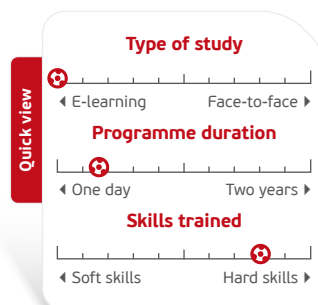 Quick view
Type of study
E-learning Face-to-face
Programme duration
One day Two years
Skills trained
Soft skills Hard skills